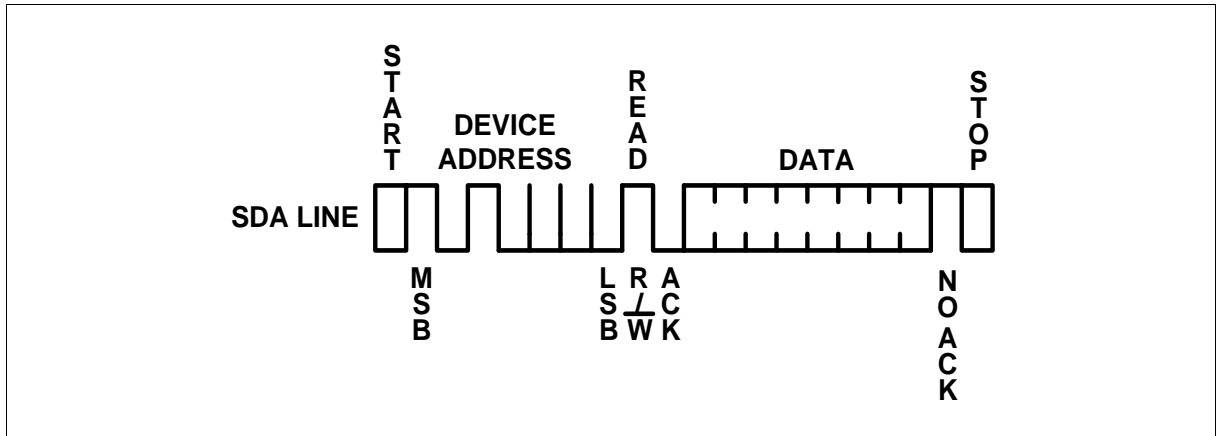 START
DEVICE
ADDRESS
READ
DATA
STOP
SDA LINE
MSB
LSB
R/W
ACK
NO ACK